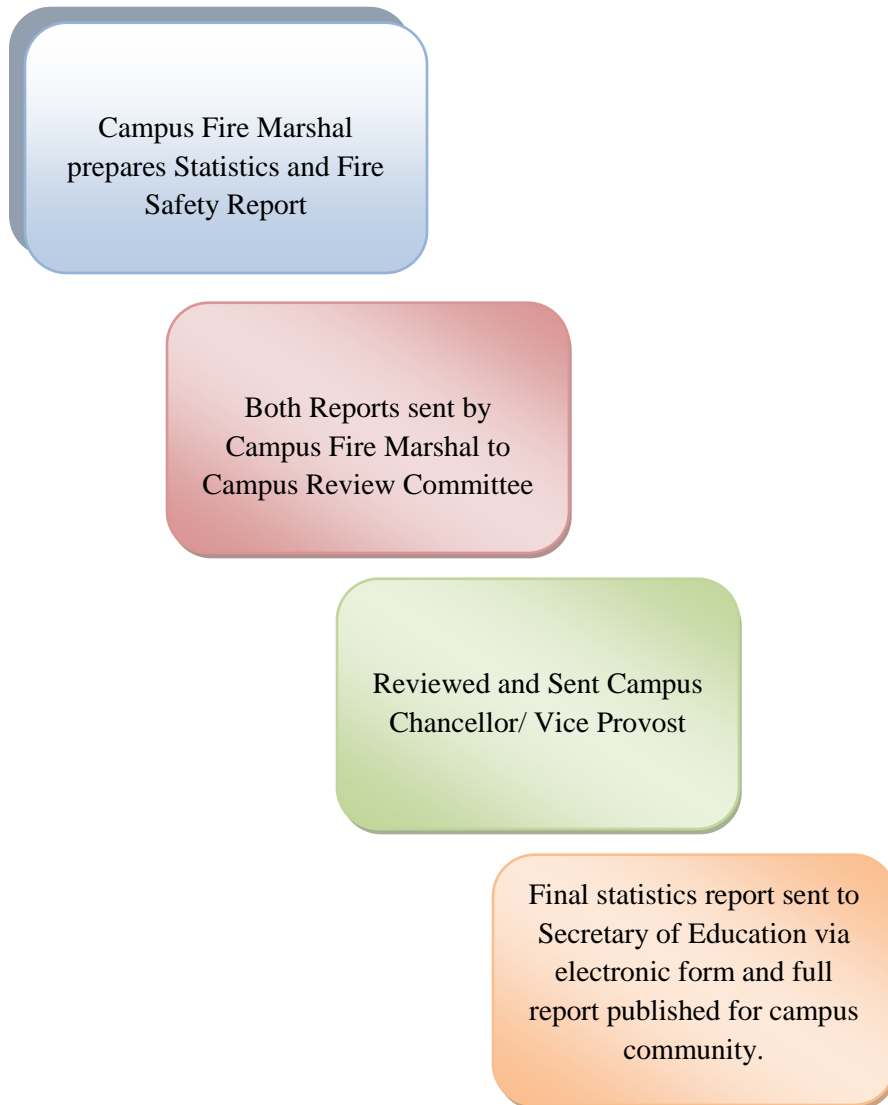 Campus Fire Marshal
prepares Statistics and Fire
Safety Report
Both Reports sent by
Campus Fire Marshal to
Campus Review Committee
Reviewed and Sent Campus
Chancellor/ Vice Provost
Final statistics report sent to
Secretary of Education via
electronic form and full
report published for campus
community.